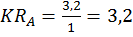 KR_A = 3,2/1 = 3,2